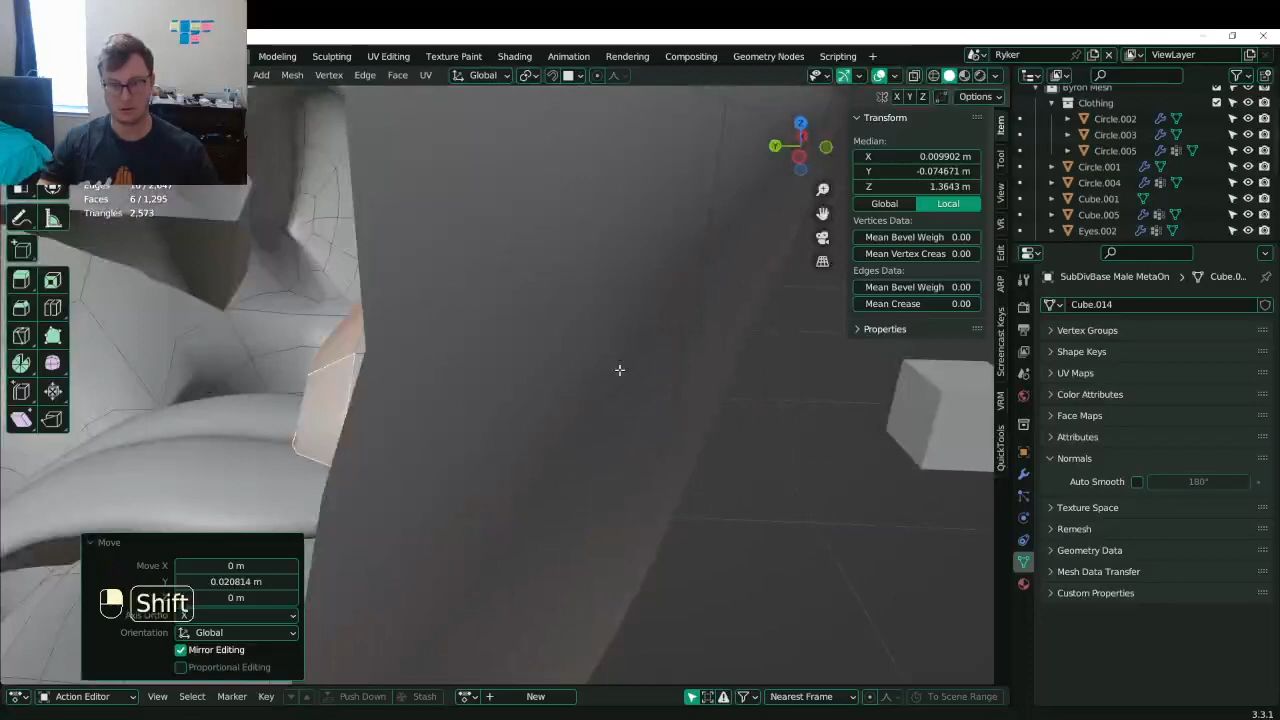 Modeling Sculpting UV Editing Texture Paint Shading Animation Rendering Compositing Geometry Nodes Scripting + Ryker ViewLayer
Add Mesh Vertex Edge Face UV Global
X Y Z Options
Edges
Faces 6 / 1,295
Triangles 2,573
Transform
Median:
X 0.009902 m
Y -0.074671 m
Z 1.3643 m
Global Local
Vertices Data:
Mean Bevel Weigh 0.00
Mean Vertex Creas 0.00
Edges Data:
Mean Bevel Weigh 0.00
Mean Crease 0.00
Properties
Item
Tool
View
VR
Edit
ARP
Screencast Keys
VRM
QuickTools
Z
Y
Byron Mesh
Clothing
Circle.002
Circle.003
Circle.005
Circle.001
Circle.004
Cube.001
Cube.005
Eyes.002
SubDivBase Male MetaOn > Cube.0...
Cube.014
Vertex Groups
Shape Keys
UV Maps
Color Attributes
Face Maps
Attributes
Normals
Auto Smooth 180°
Texture Space
Remesh
Geometry Data
Mesh Data Transfer
Custom Properties
Move
Move X 0 m
Y 0.020814 m
0 m
Shift
Orientation Global
Mirror Editing
Proportional Editing
Action Editor View Select Marker Key Push Down Stash + New Nearest Frame To Scene Range
3.3.1